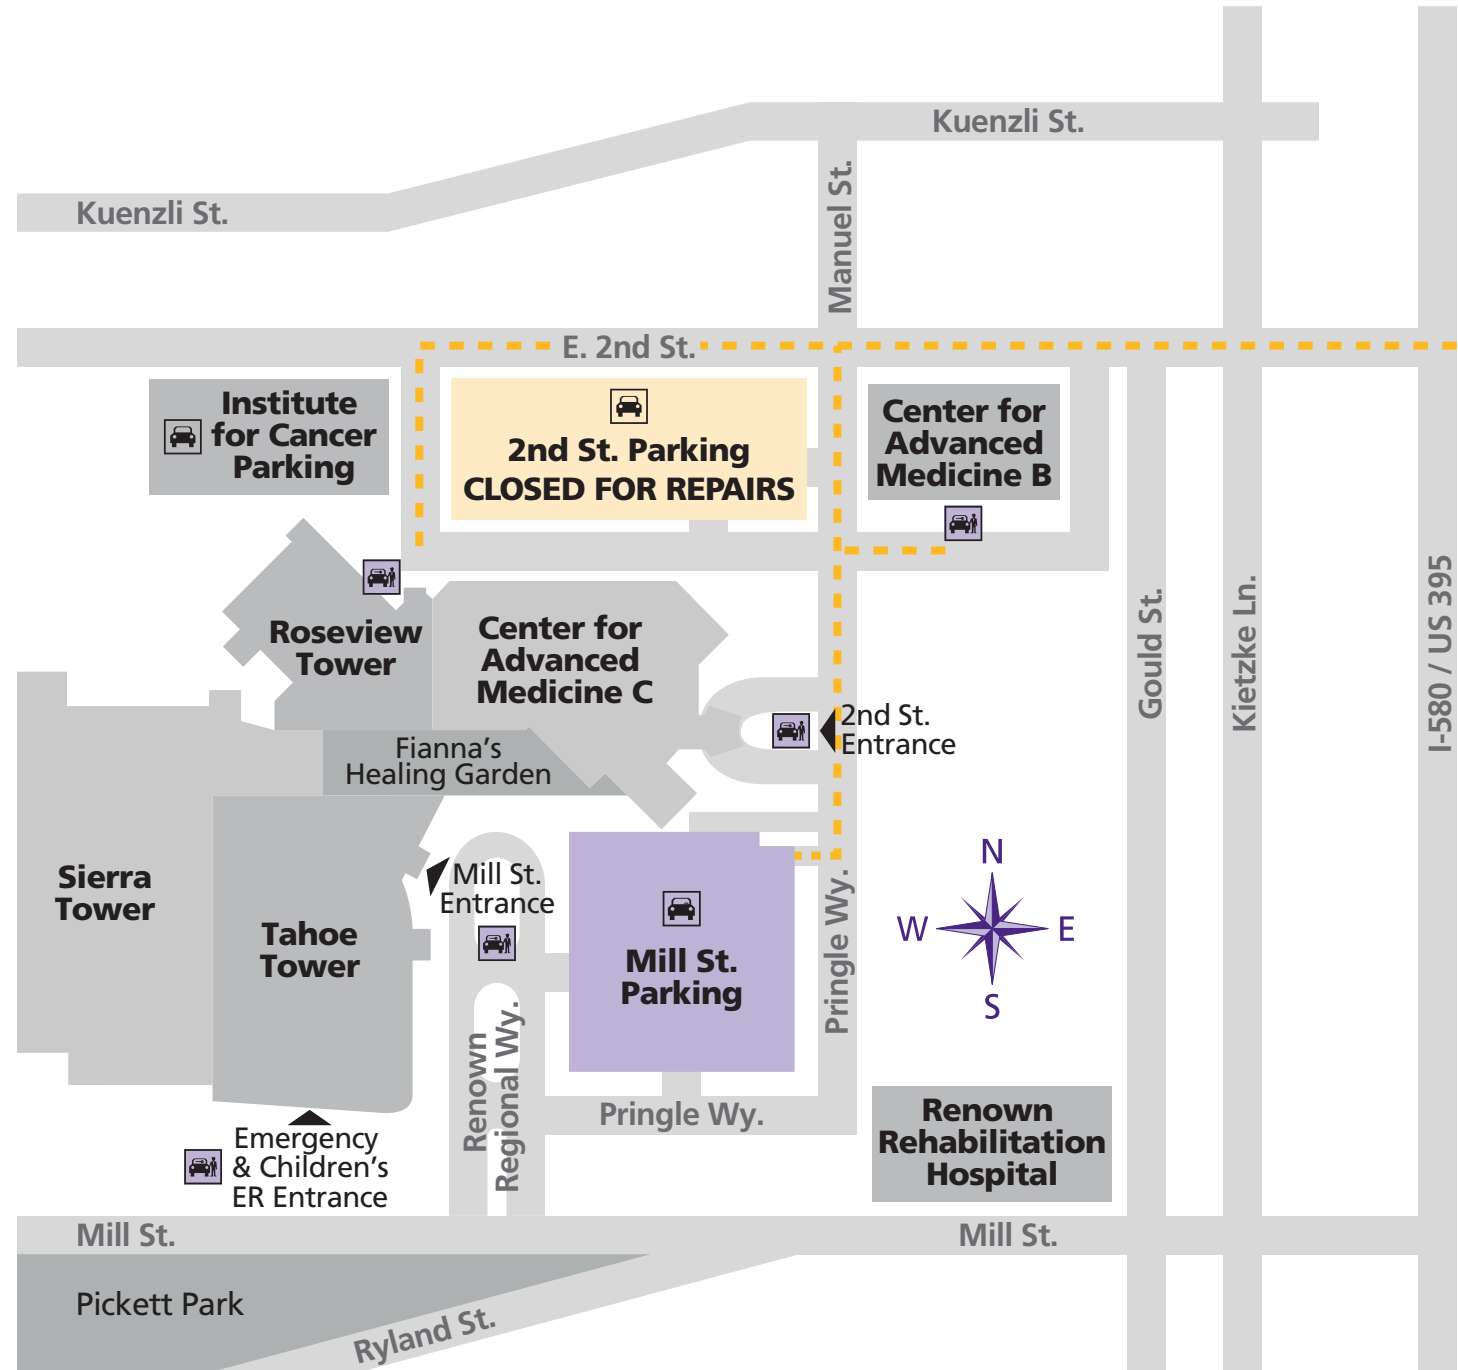 Kuenzli St.
Kuenzli St.
Manuel St.
E. 2nd St.
Institute
for Cancer
Parking
2nd St. Parking
CLOSED FOR REPAIRS
Center for
Advanced
Medicine B
Roseview
Tower
Center for
Advanced
Medicine C
Gould St.
Kietzke Ln.
I-580 / US 395
2nd St.
Entrance
Fianna's
Healing Garden
Sierra
Tower
Tahoe
Tower
Mill St.
Entrance
Mill St.
Parking
Pringle Wy.
N
W
E
S
Renown
Regional Wy.
Pringle Wy.
Emergency
& Children's
ER Entrance
Renown
Rehabilitation
Hospital
Mill St.
Mill St.
Pickett Park
Ryland St.